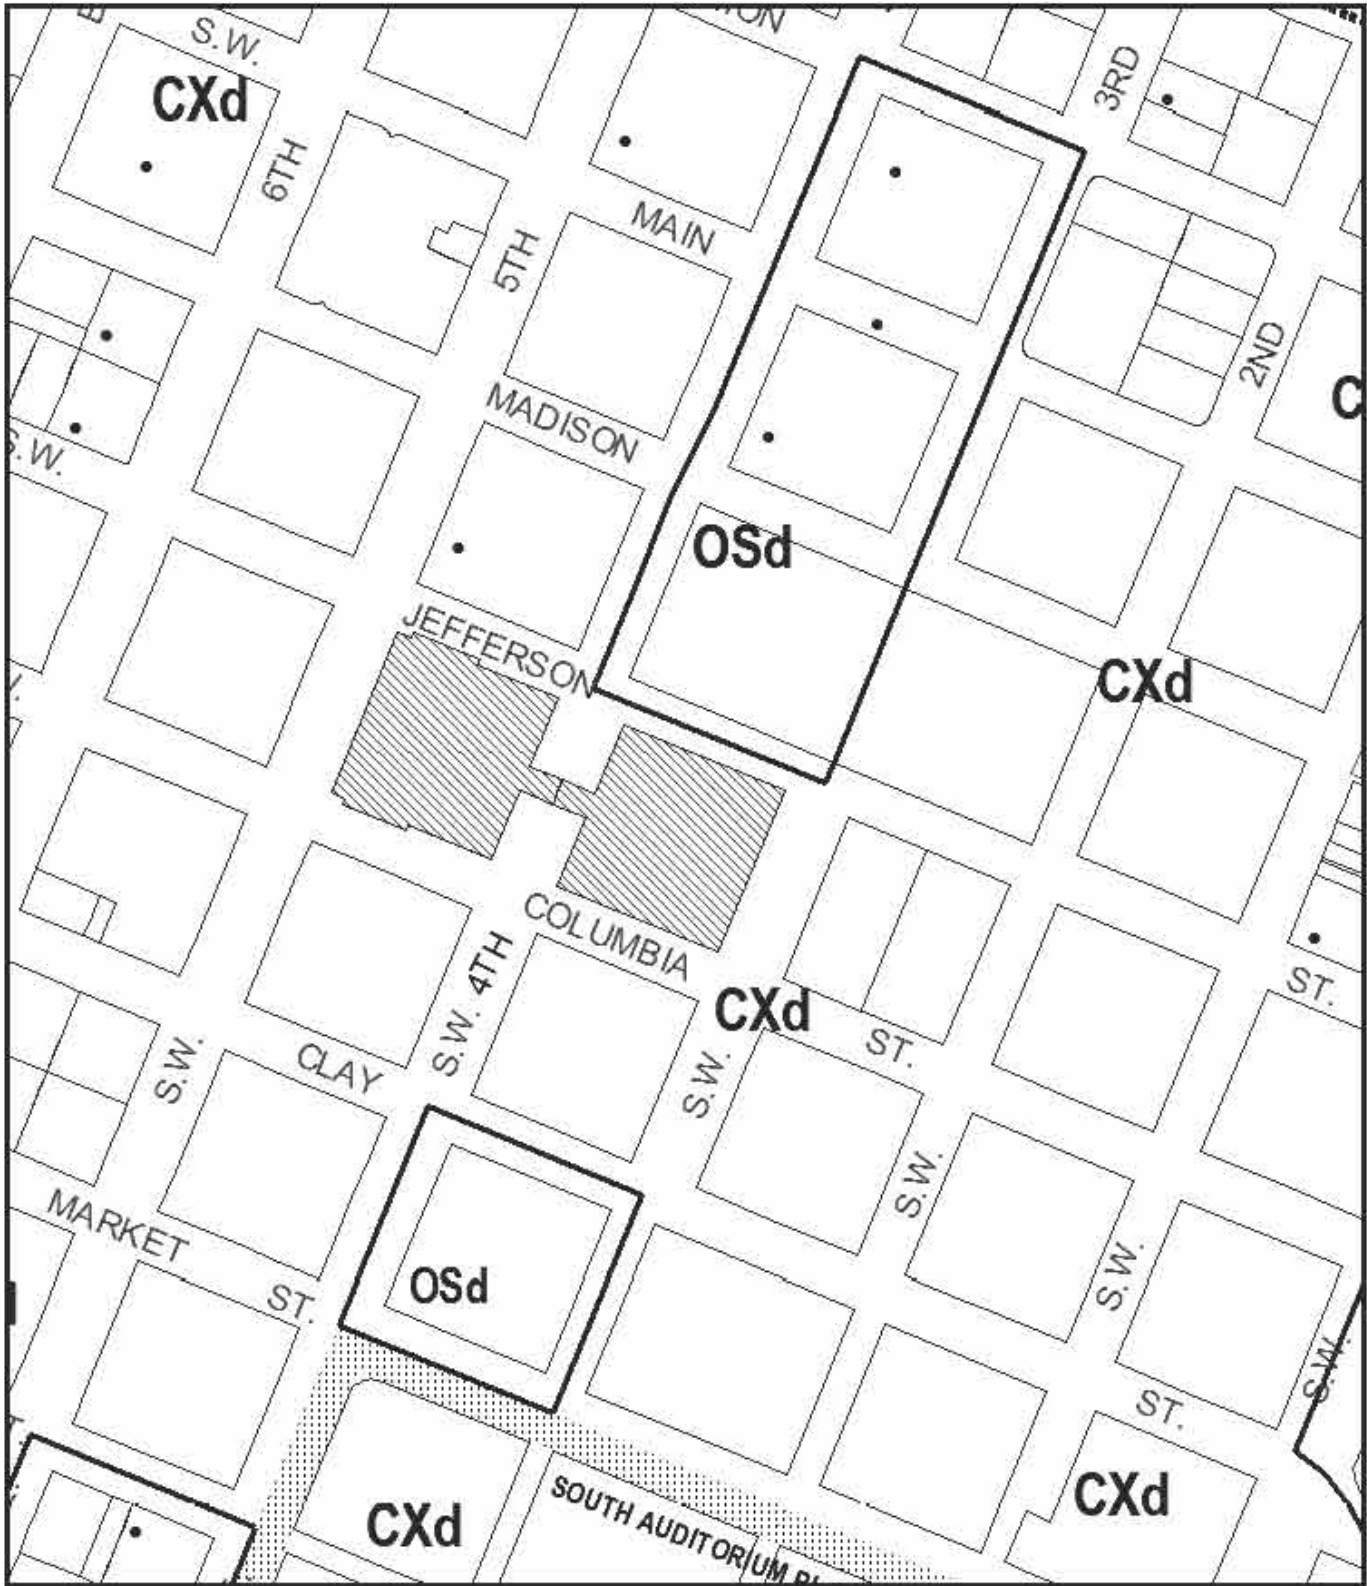 S.W.
CXd
3RD
6TH
MAIN
5TH
2ND
MADISON
S.W.
OSd
JEFFERSON
CXd
COLUMBIA
S.W. 4TH
ST.
CXd
ST.
CLAY
S.W.
S.W.
S.W.
MARKET
S.W.
OSd
ST.
S.W.
ST.
CXd
CXd
SOUTH AUDITORIUM